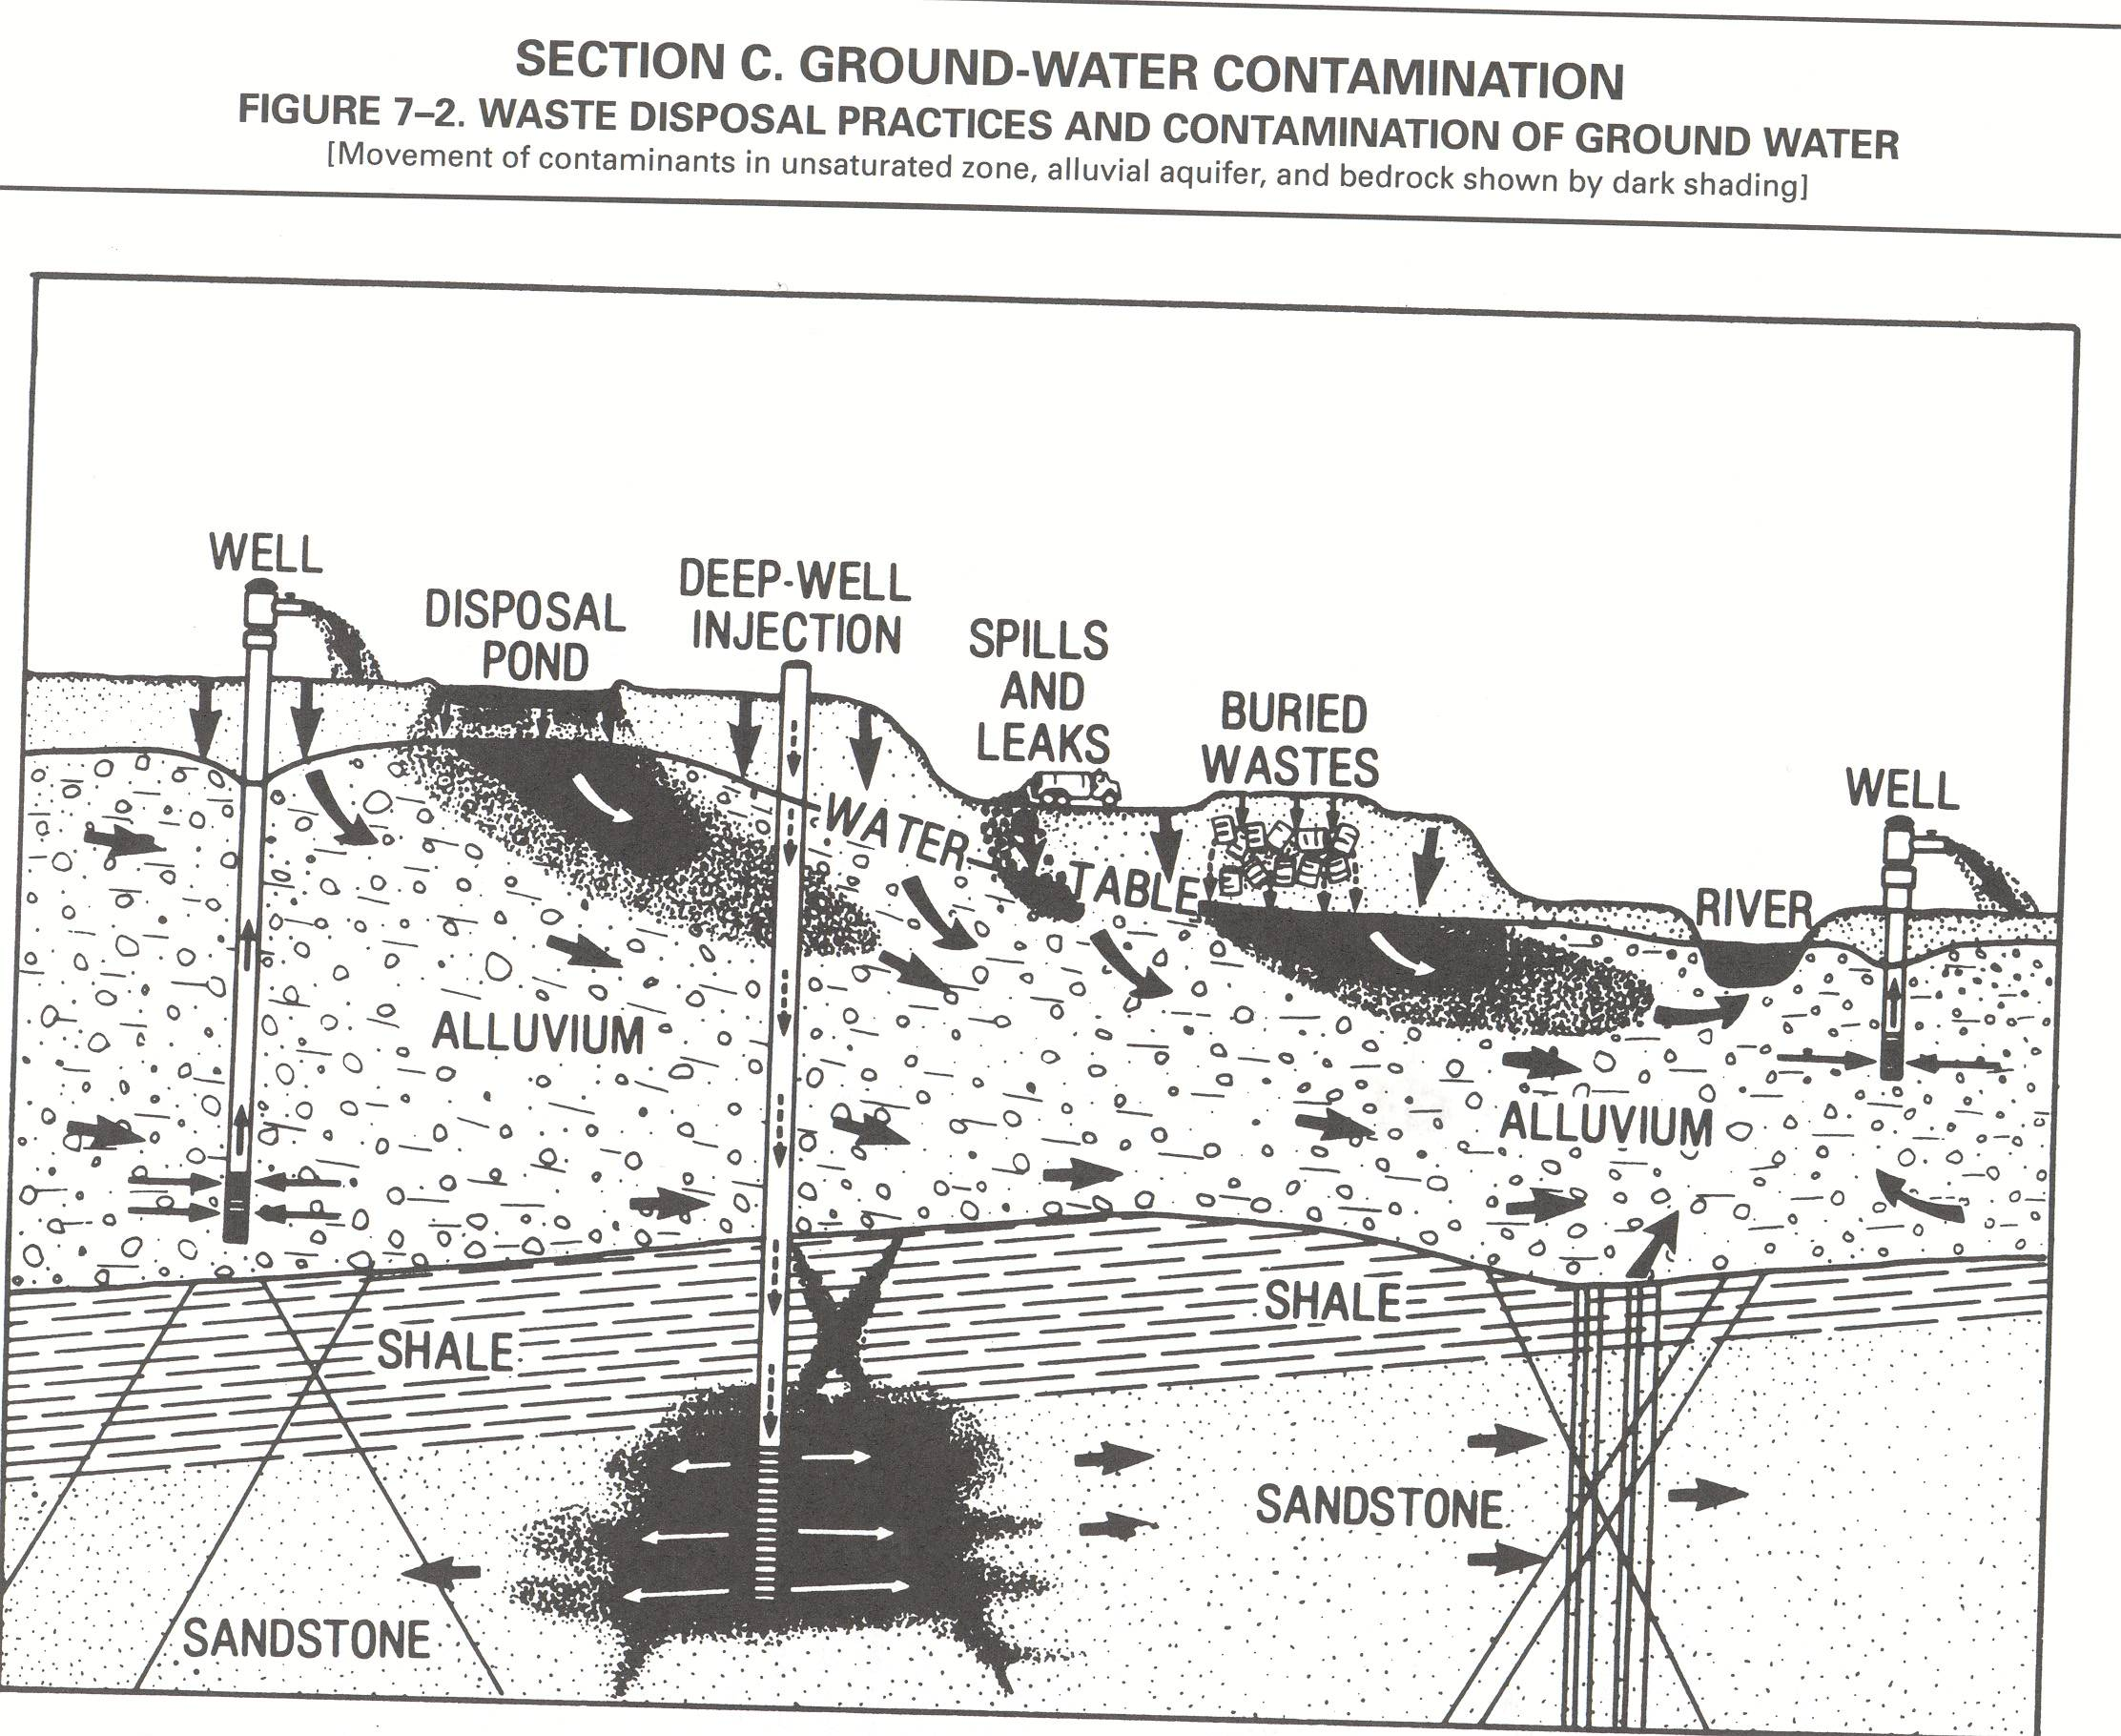 SECTION C. GROUND-WATER CONTAMINATION
FIGURE 7–2. WASTE DISPOSAL PRACTICES AND CONTAMINATION OF GROUND WATER
[Movement of contaminants in unsaturated zone, alluvial aquifer, and bedrock shown by dark shading]
WELL
DISPOSAL
POND
DEEP-WELL
INJECTION
SPILLS
AND
LEAKS
BURIED
WASTES
WELL
RIVER
WATER
TABLE
ALLUVIUM
ALLUVIUM
SHALE
SHALE
SANDSTONE
SANDSTONE